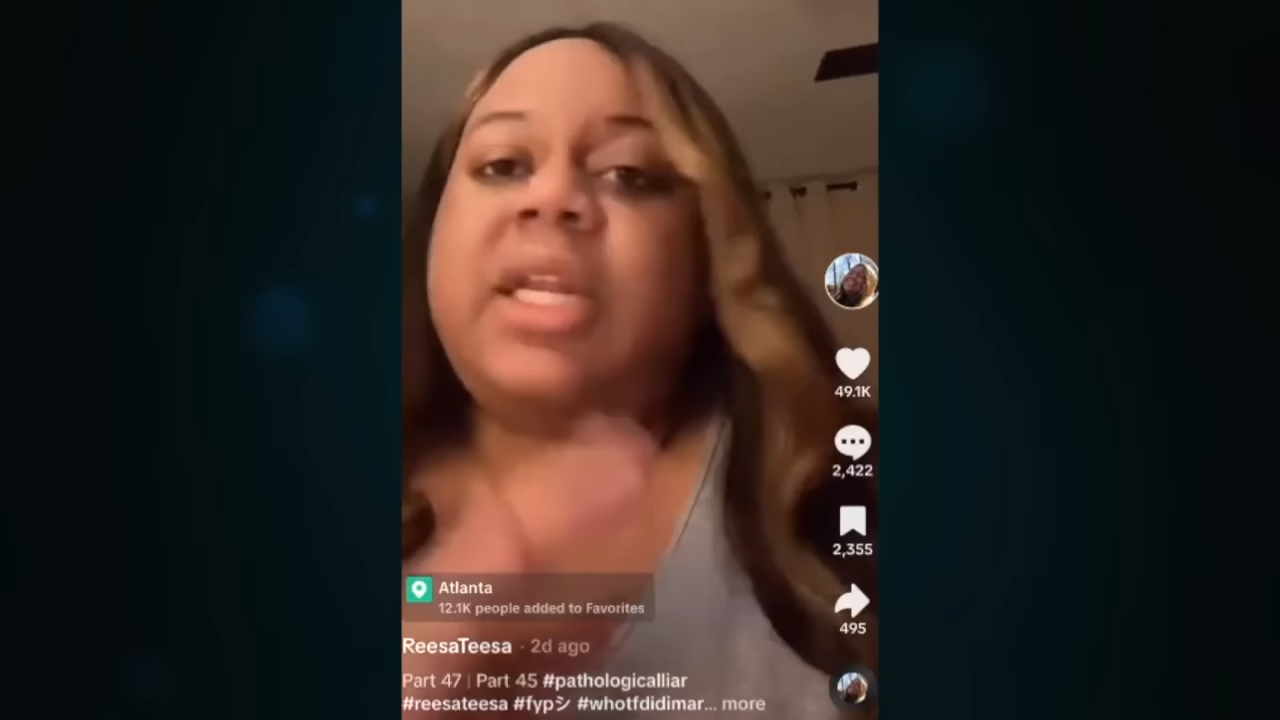 49.1K
2,422
2,355
495
Atlanta
12.1K people added to Favorites
ReesaTeesa · 2d ago
Part 47 | Part 45 #pathologicalliar
#reesateesa #fypシ #whotfdidimar... more